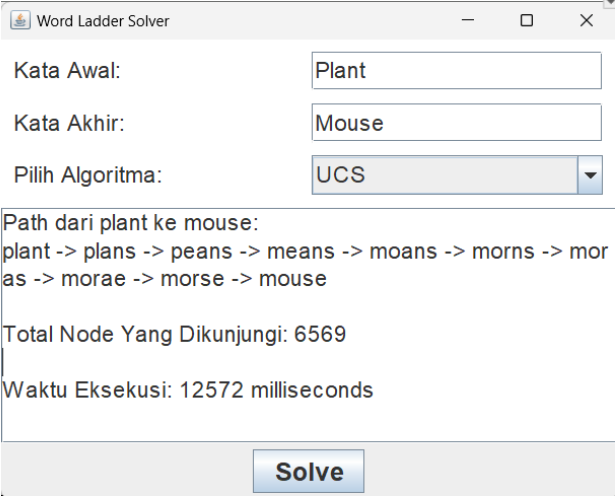 Word Ladder Solver
Kata Awal: Plant
Kata Akhir: Mouse
Pilih Algoritma: UCS
Path dari plant ke mouse:
plant -> plans -> peans -> means -> moans -> morns -> mor
as -> morae -> morse -> mouse
Total Node Yang Dikunjungi: 6569
Waktu Eksekusi: 12572 milliseconds
Solve